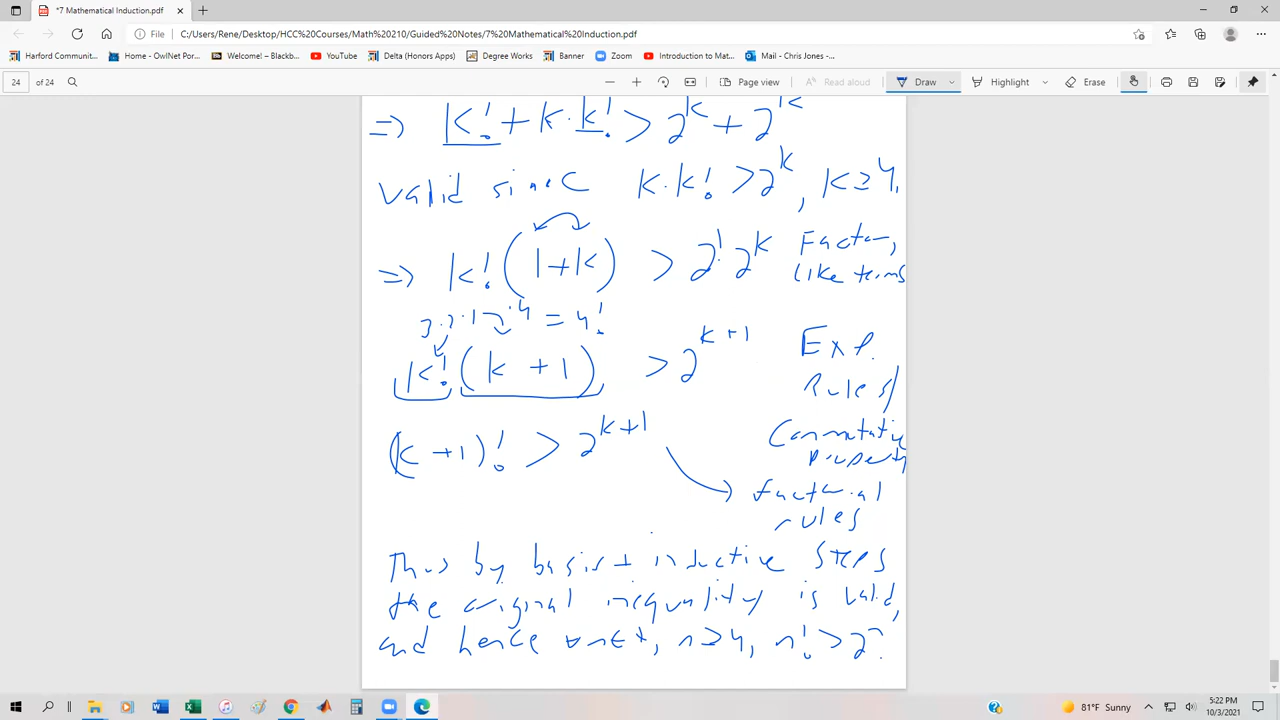 *7 Mathematical Induction.pdf
File C:/Users/Rene/Desktop/HCC%20Courses/Math%20210/Guided%20Notes/7%20Mathematical%20Induction.pdf
Harford Communit... Home - OwlNet Por... Welcome! – Blackb... YouTube Delta (Honors Apps) Degree Works Banner Zoom Introduction to Mat... Mail - Chris Jones -...
24 of 24 Page view Read aloud Draw Highlight Erase
=> k! + k·k! > 2^k + 2^k
valid since k·k! > 2^k, k ≥ 4.
=> k!(1+k) > 2^1·2^k Factor,
like terms
3·2·1·4 = 4!
k!(k+1) > 2^{k+1} Exp.
Rules/
Commutative
property
(k+1)! > 2^{k+1}
factorial
rules
Thus by basis + inductive steps
the original inequality is valid,
and hence ∀n∈ℤ, n≥4, n! > 2^n.
81°F Sunny 5:22 PM
10/3/2021